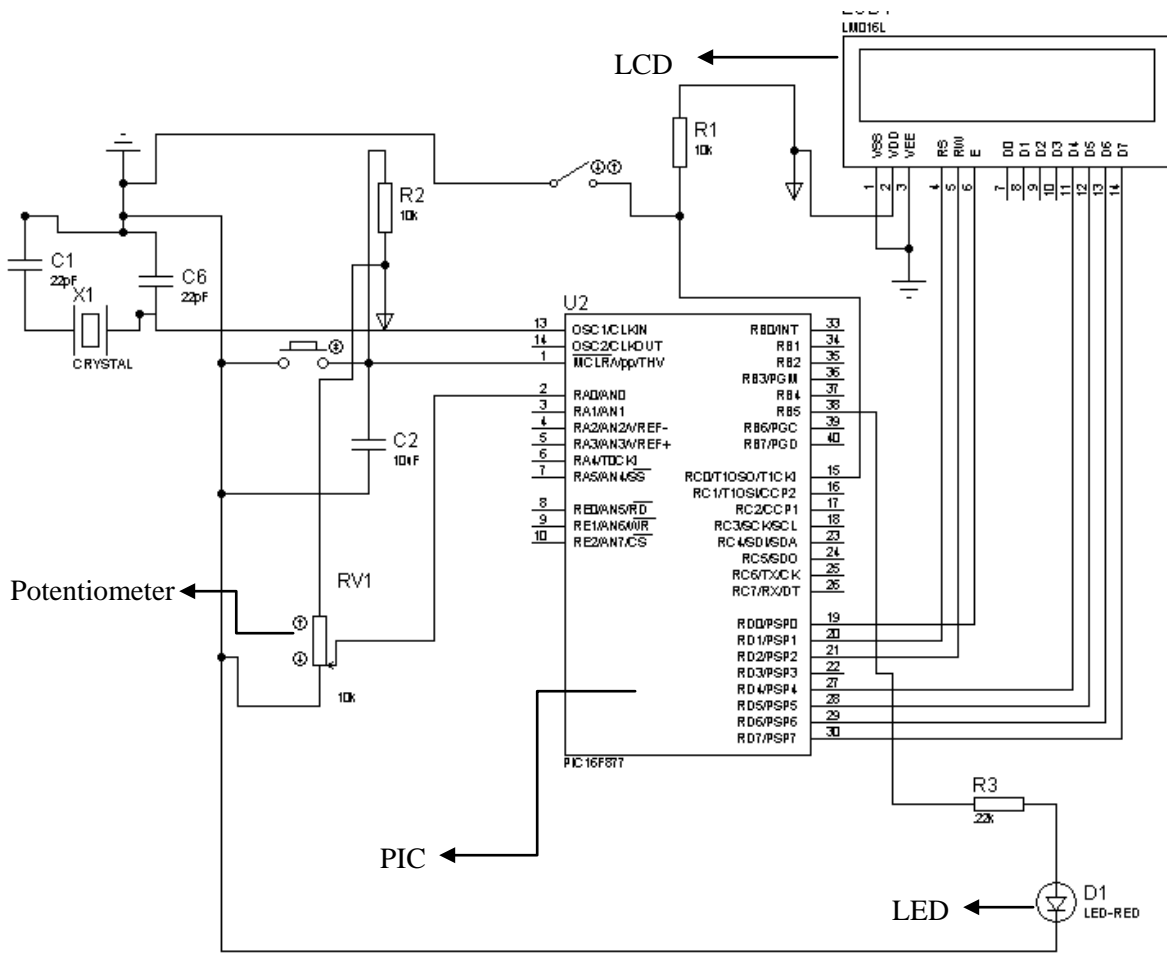 LM016L
LCD
VSS
VDD
VEE
RS
RW
E
D0
D1
D2
D3
D4
D5
D6
D7
1
2
3
4
5
6
7
8
9
10
11
12
13
14
R1
10k
R2
10k
C1
22pF
C6
22pF
X1
CRYSTAL
U2
13 OSC1/CLKIN
14 OSC2/CLKOUT
1 MCLR/Vpp/THV
2 RA0/AN0
3 RA1/AN1
4 RA2/AN2/VREF-
5 RA3/AN3/VREF+
6 RA4/T0CKI
7 RA5/AN4/SS
8 RE0/AN5/RD
9 RE1/AN6/WR
10 RE2/AN7/CS
RB0/INT 33
RB1 34
RB2 35
RB3/PGM 36
RB4 37
RB5 38
RB6/PGC 39
RB7/PGD 40
RC0/T1OSO/T1CKI 15
RC1/T1OSI/CCP2 16
RC2/CCP1 17
RC3/SCK/SCL 18
RC4/SDI/SDA 23
RC5/SDO 24
RC6/TX/CK 25
RC7/RX/DT 26
RD0/PSP0 19
RD1/PSP1 20
RD2/PSP2 21
RD3/PSP3 22
RD4/PSP4 27
RD5/PSP5 28
RD6/PSP6 29
RD7/PSP7 30
PIC16F877
C2
RV1
10k
Potentiometer
PIC
R3
.22k
D1
LED-RED
LED